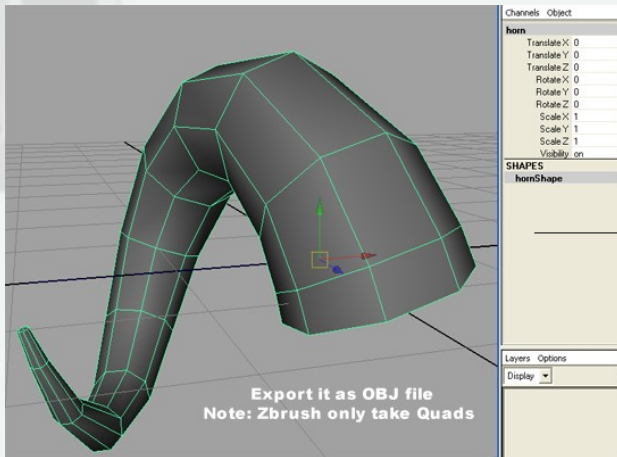 Channels Object
horn
Translate X 0
Translate Y 0
Translate Z 0
Rotate X 0
Rotate Y 0
Rotate Z 0
Scale X 1
Scale Y 1
Scale Z 1
Visibility on
SHAPES
hornShape
Layers Options
Display
Export it as OBJ file
Note: Zbrush only take Quads